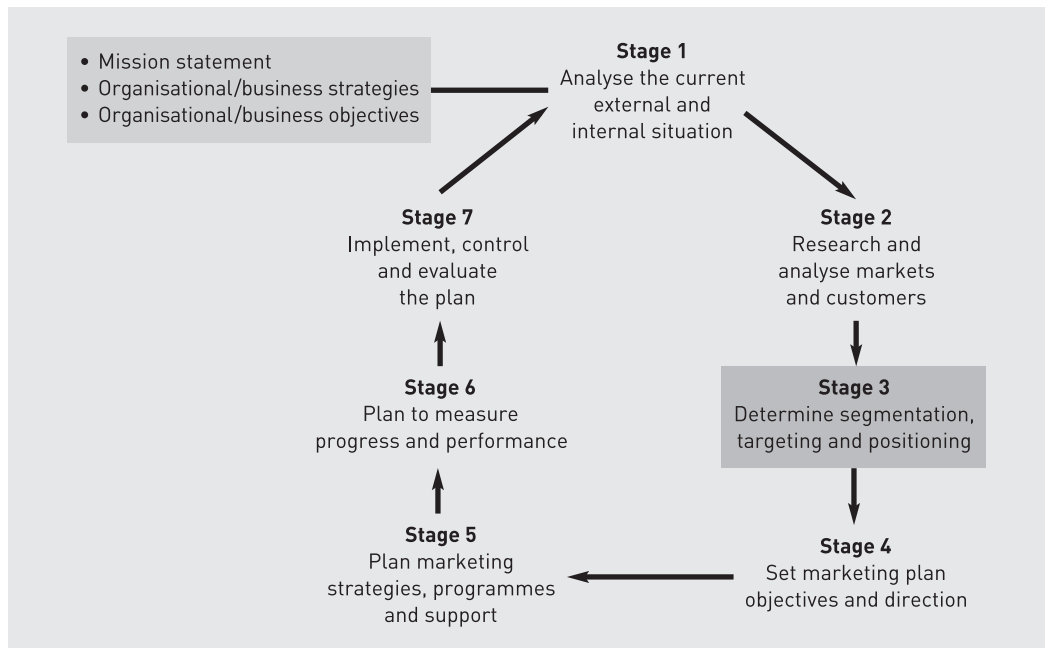 • Mission statement
• Organisational/business strategies
• Organisational/business objectives
Stage 1
Analyse the current
external and
internal situation
Stage 2
Research and
analyse markets
and customers
Stage 3
Determine segmentation,
targeting and positioning
Stage 4
Set marketing plan
objectives and direction
Stage 5
Plan marketing
strategies, programmes
and support
Stage 6
Plan to measure
progress and performance
Stage 7
Implement, control
and evaluate
the plan